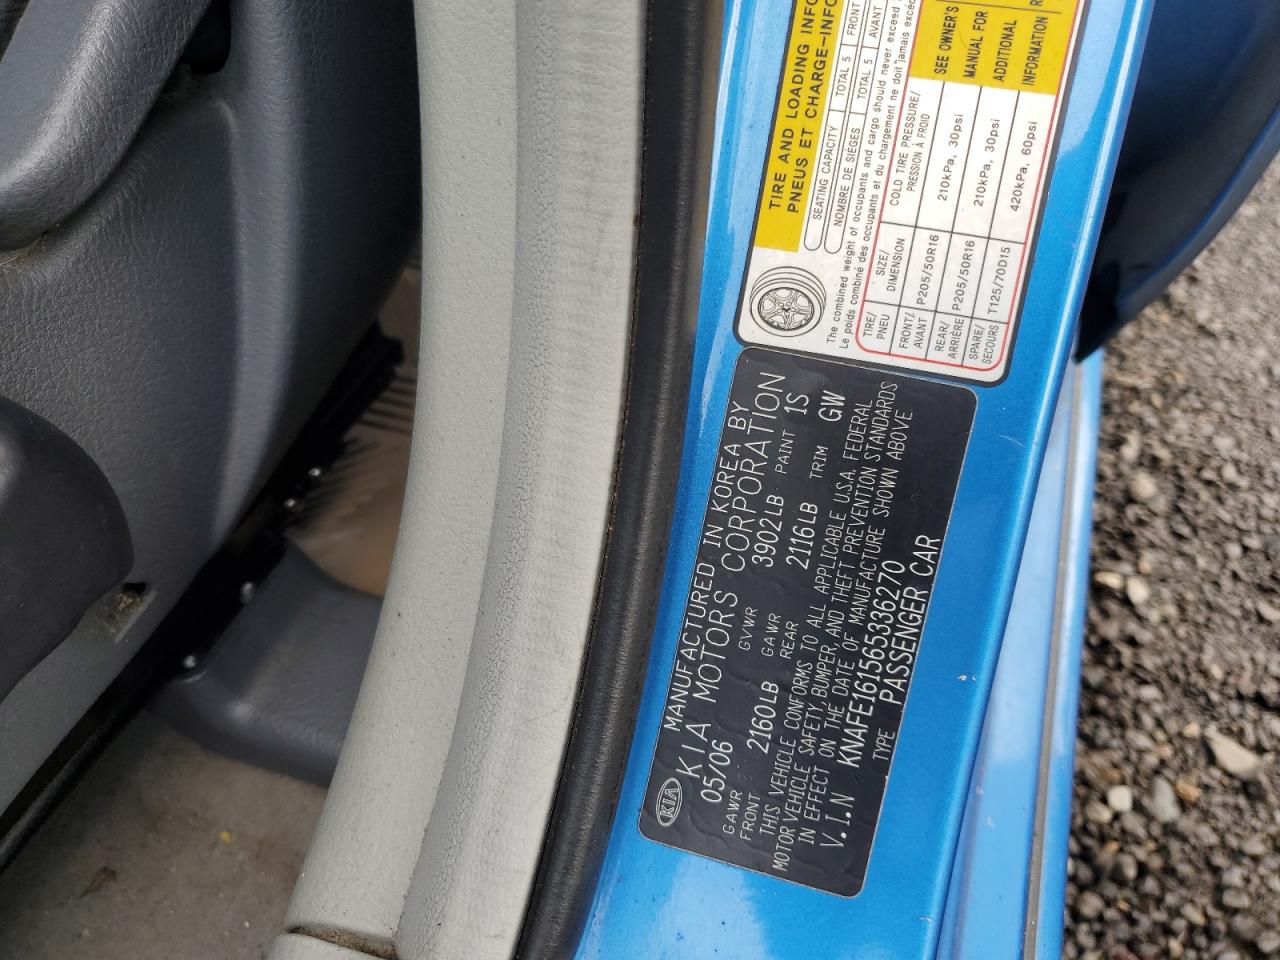 TIRE AND LOADING
PNEUS ET CHARGE-INFO
SEATING CAPACITY TOTAL 5 FRONT
NOMBRE DE SIÈGES TOTAL 5 AVANT
The combined weight of occupants and cargo should never exceed
Le poids combiné des occupants et du chargement ne doit jamais
TIRE/ PNEU SIZE/ DIMENSION COLD TIRE PRESSURE/ PRESSION À FROID
FRONT/ AVANT P205/50R16 210kPa, 30psi
REAR/ ARRIÈRE P205/50R16 210kPa, 30psi
SPARE/ SECOURS T125/70D15 420kPa, 60psi
SEE OWNER'S
MANUAL FOR
ADDITIONAL
INFORMATION
KIA
MANUFACTURED IN KOREA BY
KIA MOTORS CORPORATION
05/06 GVWR 3902LB PAINT 1S
GAWR FRONT 2160LB GAWR REAR 2116LB TRIM GW
THIS VEHICLE CONFORMS TO ALL APPLICABLE U.S.A. FEDERAL
MOTOR VEHICLE SAFETY, BUMPER, AND THEFT PREVENTION STANDARDS
IN EFFECT ON THE DATE OF MANUFACTURE SHOWN ABOVE
V.I.N KNAFE161565336270
TYPE PASSENGER CAR